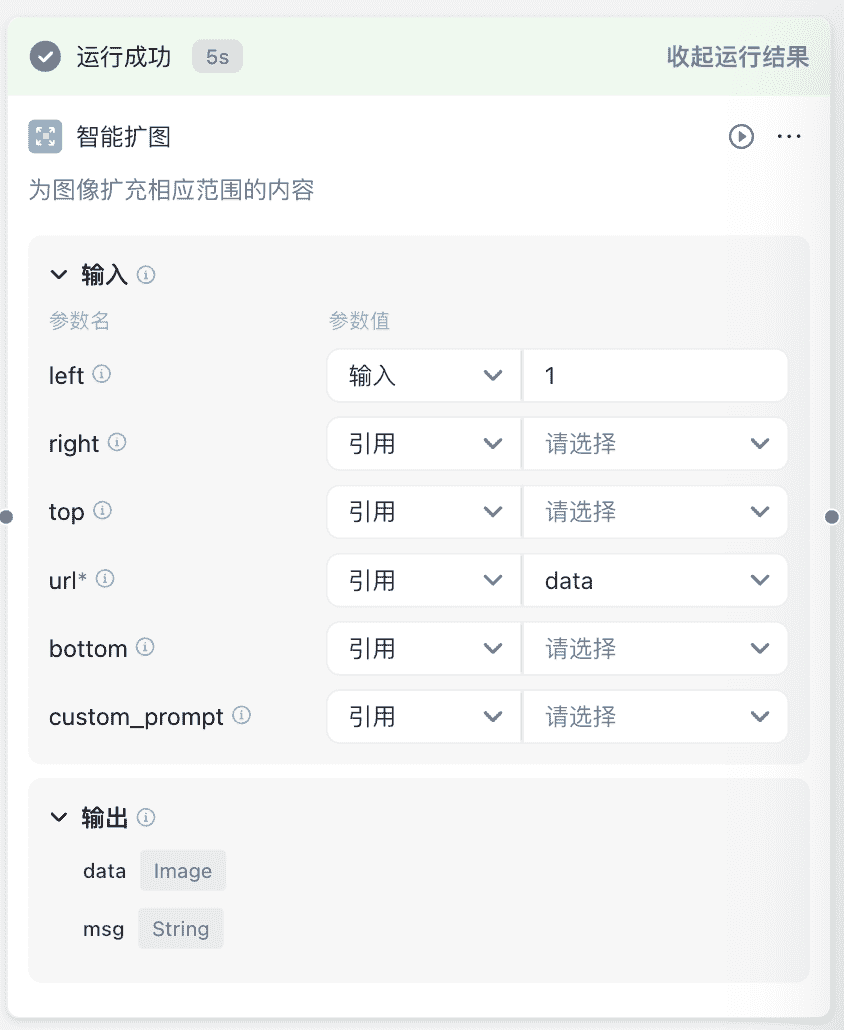 运行成功 5s 收起运行结果
智能扩图 ...
为图像扩充相应范围的内容
输入
参数名 参数值
left 输入 1
right 引用 请选择
top 引用 请选择
url* 引用 data
bottom 引用 请选择
custom_prompt 引用 请选择
输出
data Image
msg String